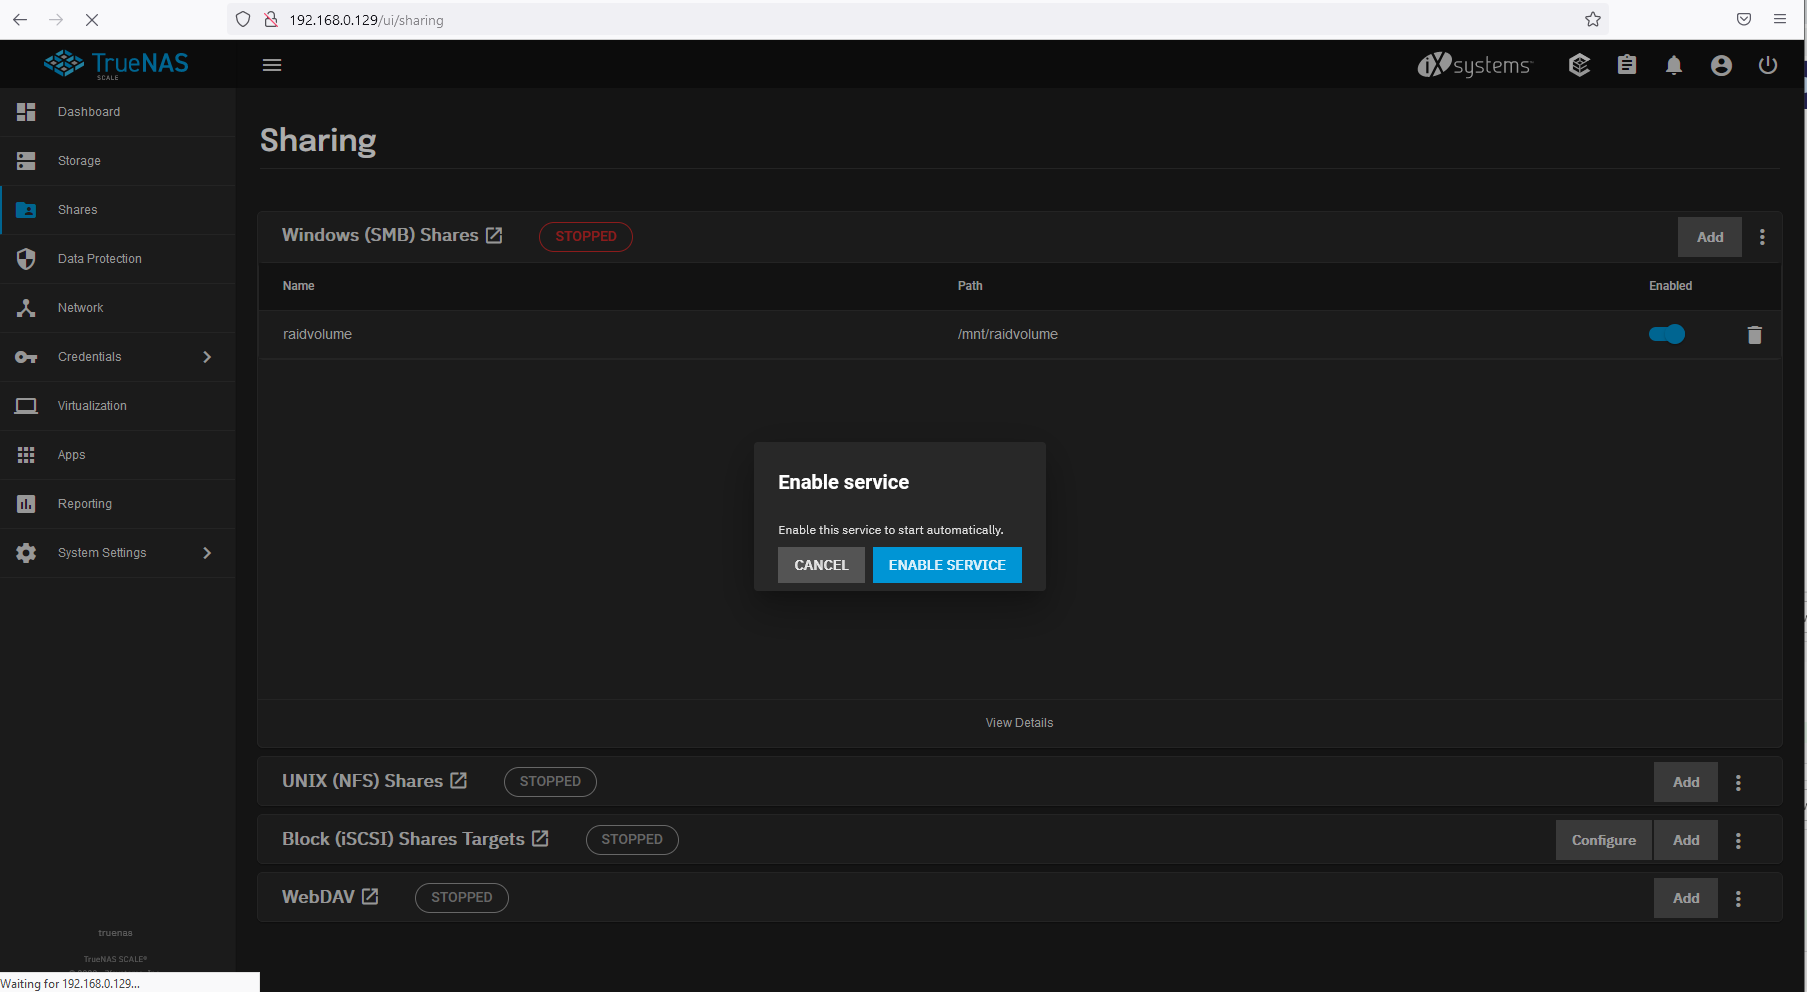 192.168.0.129/ui/sharing
TrueNAS
SCALE
iXsystems
Dashboard
Storage
Shares
Data Protection
Network
Credentials
Virtualization
Apps
Reporting
System Settings
truenas
TrueNAS SCALE®
Waiting for 192.168.0.129...
Sharing
Windows (SMB) Shares
STOPPED
Add
Name Path Enabled
raidvolume /mnt/raidvolume
Enable service
Enable this service to start automatically.
CANCEL ENABLE SERVICE
View Details
UNIX (NFS) Shares STOPPED Add
Block (iSCSI) Shares Targets STOPPED Configure Add
WebDAV STOPPED Add